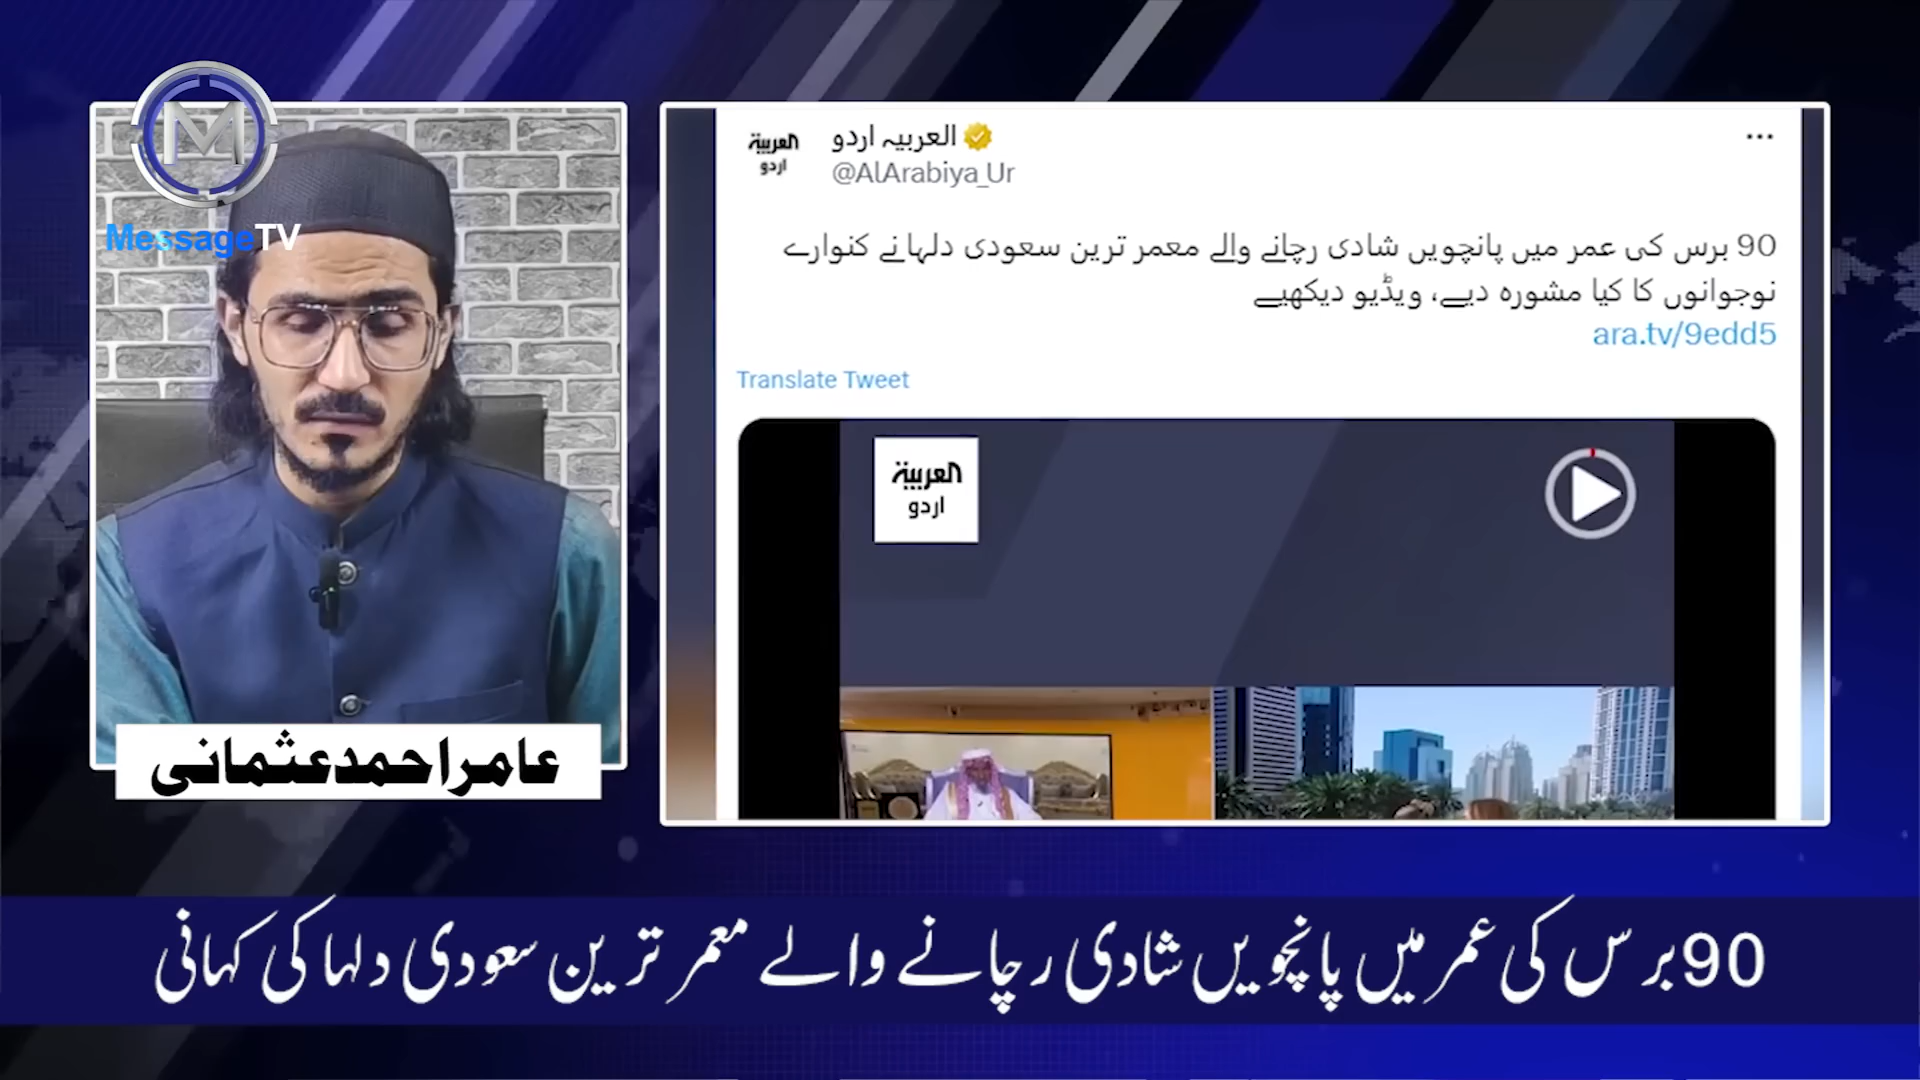 M
MessageTV
عامر احمد عثمانی
العربية
اردو
العربیہ اردو
@AlArabiya_Ur
90 برس کی عمر میں پانچویں شادی رچانے والے معمر ترین سعودی دلہا نے کنوارے
نوجوانوں کا کیا مشورہ دیے، ویڈیو دیکھیے
ara.tv/9edd5
Translate Tweet
العربية
اردو
90 برس کی عمر میں پانچویں شادی رچانے والے معمر ترین سعودی دلہا کی کہانی